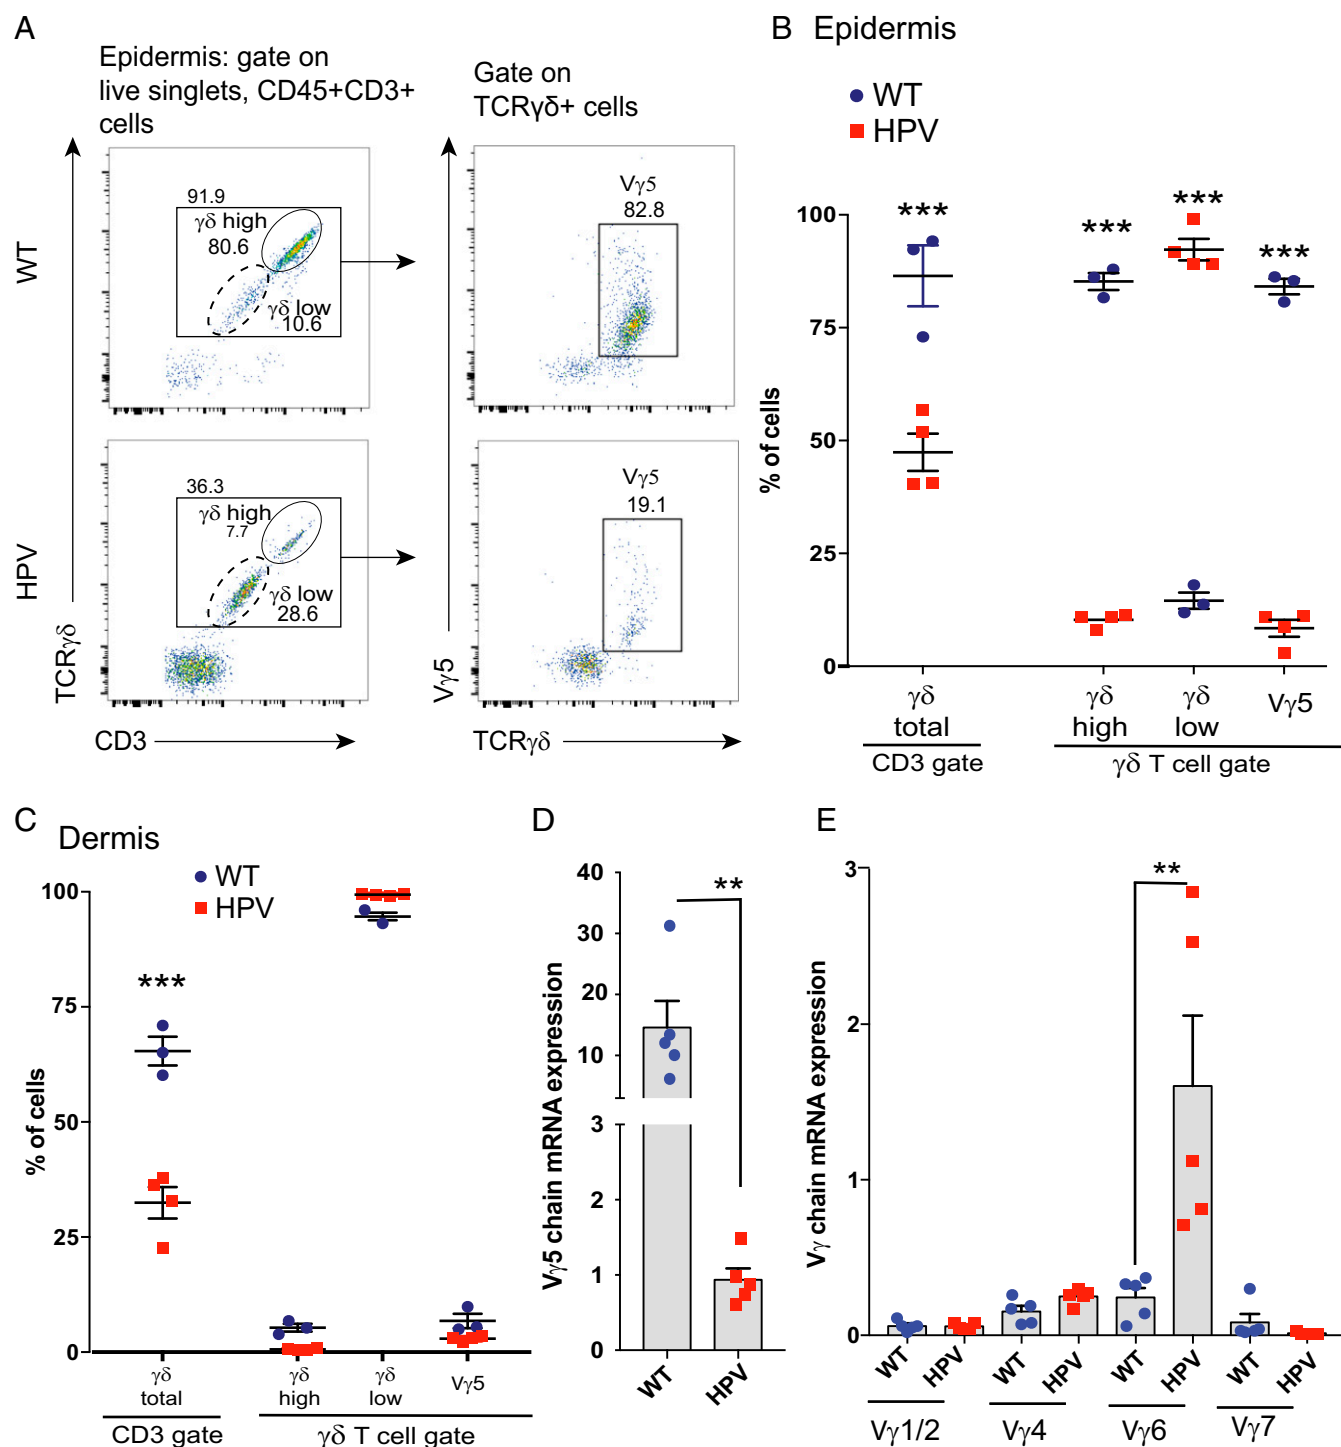 A
Epidermis: gate on
live singlets, CD45+CD3+
cells
Gate on
TCRγδ+ cells
WT
91.9
γδ high
80.6
γδ low
10.6
Vγ5
82.8
HPV
36.3
γδ high
7.7
γδ low
28.6
Vγ5
19.1
TCRγδ
Vγ5
CD3
TCRγδ
B Epidermis
WT
HPV
% of cells
100
75
50
25
0
***
***
***
***
γδ total
γδ high
γδ low
Vγ5
CD3 gate
γδ T cell gate
C Dermis
WT
HPV
% of cells
100
75
50
25
0
***
γδ total
γδ high
γδ low
Vγ5
CD3 gate
γδ T cell gate
D
Vγ5 chain mRNA expression
40
30
20
10
3
2
1
0
**
WT
HPV
E
Vγ chain mRNA expression
3
2
1
0
**
WT HPV WT HPV WT HPV WT HPV
Vγ1/2 Vγ4 Vγ6 Vγ7